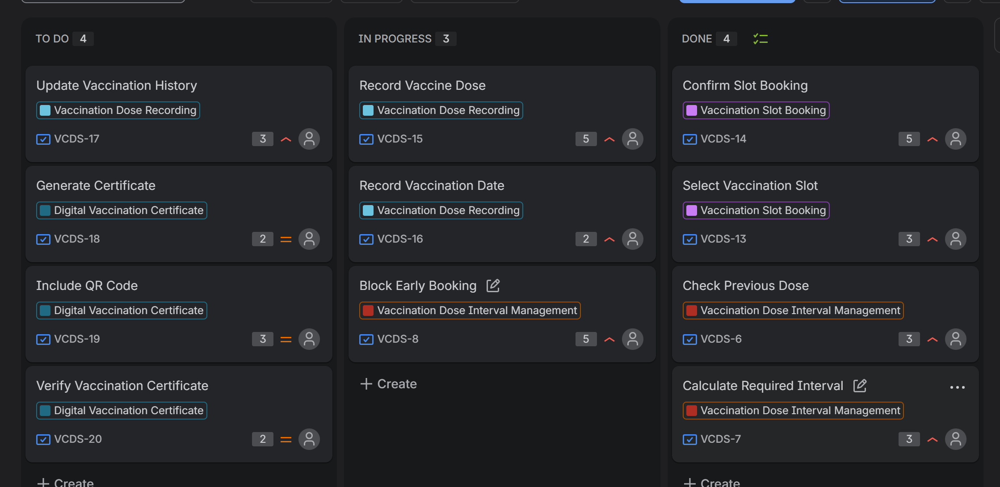 TO DO 4
Update Vaccination History
Vaccination Dose Recording
VCDS-17 3
Generate Certificate
Digital Vaccination Certificate
VCDS-18 2
Include QR Code
Digital Vaccination Certificate
VCDS-19 3
Verify Vaccination Certificate
Digital Vaccination Certificate
VCDS-20 2
Create
IN PROGRESS 3
Record Vaccine Dose
Vaccination Dose Recording
VCDS-15 5
Record Vaccination Date
Vaccination Dose Recording
VCDS-16 2
Block Early Booking
Vaccination Dose Interval Management
VCDS-8 5
Create
DONE 4
Confirm Slot Booking
Vaccination Slot Booking
VCDS-14 5
Select Vaccination Slot
Vaccination Slot Booking
VCDS-13 3
Check Previous Dose
Vaccination Dose Interval Management
VCDS-6 3
Calculate Required Interval
Vaccination Dose Interval Management
VCDS-7 3
Create